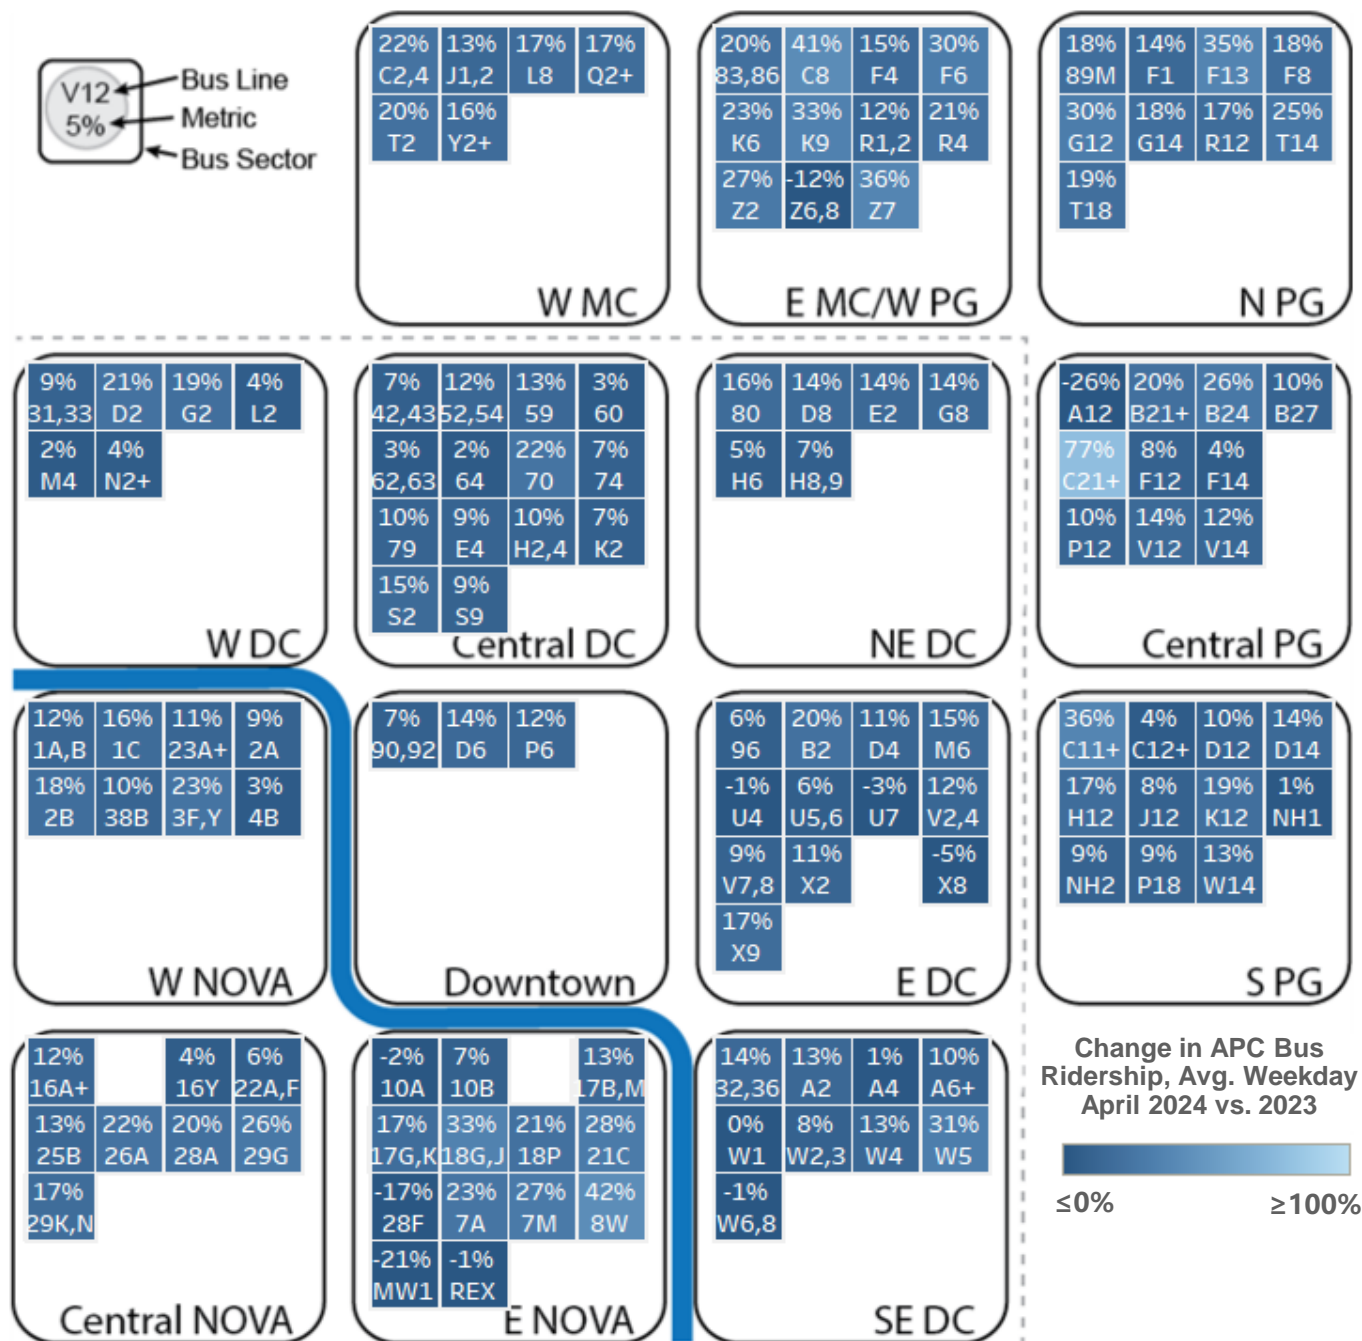 V12
5%
Bus Line
Metric
Bus Sector
22% 13% 17% 17%
C2,4 J1,2 L8 Q2+
20% 16%
T2 Y2+
W MC
20% 41% 15% 30%
83,86 C8 F4 F6
23% 33% 12% 21%
K6 K9 R1,2 R4
27% -12% 36%
Z2 Z6,8 Z7
E MC/W PG
18% 14% 35% 18%
89M F1 F13 F8
30% 18% 17% 25%
G12 G14 R12 T14
19%
T18
N PG
9% 21% 19% 4%
31,33 D2 G2 L2
2% 4%
M4 N2+
W DC
7% 12% 13% 3%
42,43 52,54 59 60
3% 2% 22% 7%
62,63 64 70 74
10% 9% 10% 7%
79 E4 H2,4 K2
15% 9%
S2 S9
Central DC
16% 14% 14% 14%
80 D8 E2 G8
5% 7%
H6 H8,9
NE DC
-26% 20% 26% 10%
A12 B21+ B24 B27
77% 8% 4%
C21+ F12 F14
10% 14% 12%
P12 V12 V14
Central PG
12% 16% 11% 9%
1A,B 1C 23A+ 2A
18% 10% 23% 3%
2B 38B 3F,Y 4B
W NOVA
7% 14% 12%
90,92 D6 P6
Downtown
6% 20% 11% 15%
96 B2 D4 M6
-1% 6% -3% 12%
U4 U5,6 U7 V2,4
9% 11% -5%
V7,8 X2 X8
17%
X9
E DC
36% 4% 10% 14%
C11+ C12+ D12 D14
17% 8% 19% 1%
H12 J12 K12 NH1
9% 9% 13%
NH2 P18 W14
S PG
12% 4% 6%
16A+ 16Y 22A,F
13% 22% 20% 26%
25B 26A 28A 29G
17%
29K,N
Central NOVA
-2% 7% 13%
10A 10B 17B,M
17% 33% 21% 28%
17G,K 18G,J 18P 21C
-17% 23% 27% 42%
28F 7A 7M 8W
-21% -1%
MW1 REX
E NOVA
14% 13% 1% 10%
32,36 A2 A4 A6+
0% 8% 13% 31%
W1 W2,3 W4 W5
-1%
W6,8
SE DC
Change in APC Bus
Ridership, Avg. Weekday
April 2024 vs. 2023
≤0% ≥100%